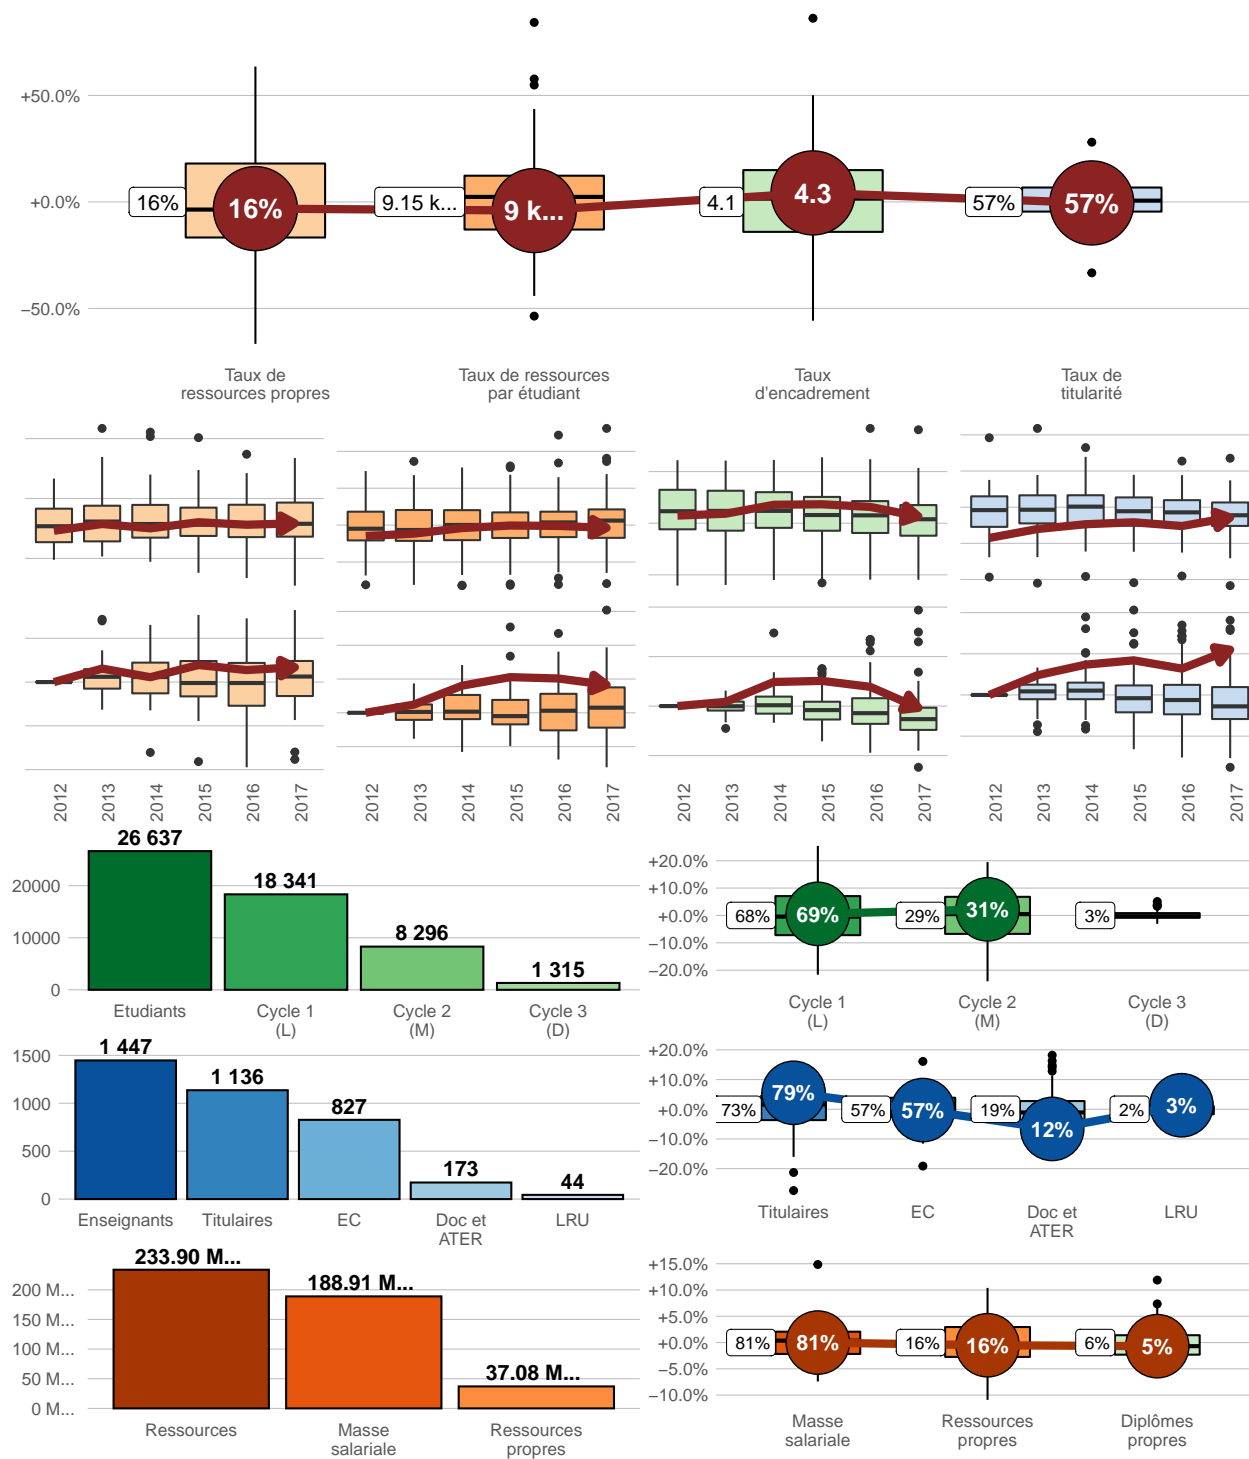 +50.0%
+0.0%
−50.0%
16%
16%
9.15 k...
9 k...
4.1
4.3
57%
57%
Taux de
ressources propres
Taux de ressources
par étudiant
Taux
d'encadrement
Taux de
titularité
2012
2013
2014
2015
2016
2017
2012
2013
2014
2015
2016
2017
2012
2013
2014
2015
2016
2017
2012
2013
2014
2015
2016
2017
26 637
18 341
8 296
1 315
20000
10000
0
Etudiants
Cycle 1
(L)
Cycle 2
(M)
Cycle 3
(D)
+20.0%
+10.0%
+0.0%
−10.0%
−20.0%
68%
69%
29%
31%
3%
Cycle 1
(L)
Cycle 2
(M)
Cycle 3
(D)
1 447
1 136
827
173
44
1500
1000
500
0
Enseignants
Titulaires
EC
Doc et
ATER
LRU
+20.0%
+10.0%
+0.0%
−10.0%
−20.0%
73%
79%
57%
57%
19%
12%
2%
3%
Titulaires
EC
Doc et
ATER
LRU
233.90 M...
188.91 M...
37.08 M...
200 M...
150 M...
100 M...
50 M...
0 M...
Ressources
Masse
salariale
Ressources
propres
+15.0%
+10.0%
+5.0%
+0.0%
−5.0%
−10.0%
81%
81%
16%
16%
6%
5%
Masse
salariale
Ressources
propres
Diplômes
propres